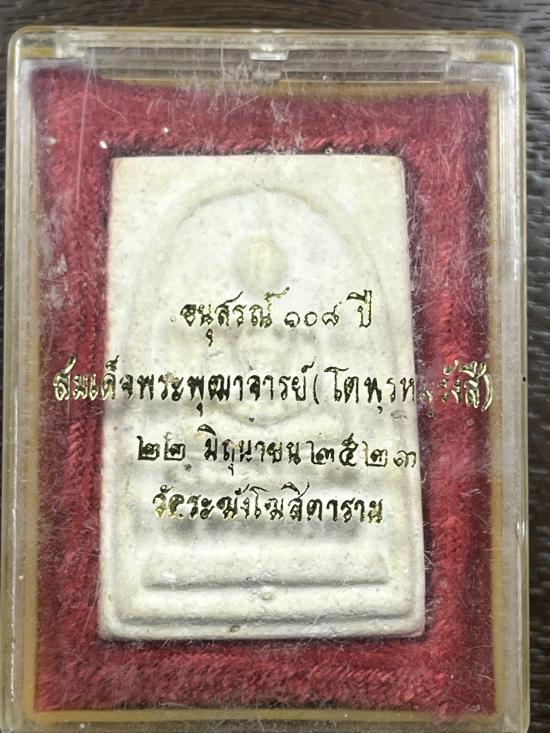 อนุสรณ์ ๑๐๘ ปี
สมเด็จพระพุฒาจารย์ (โต พฺรหฺมรํสี)
๒๒ มิถุนายน ๒๕๒๓
วัดระฆังโฆสิตาราม